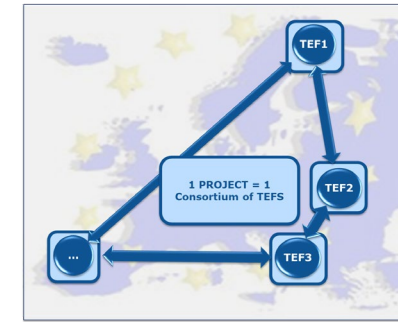 TEF1
1 PROJECT = 1
Consortium of TEFS
TEF2
...
TEF3